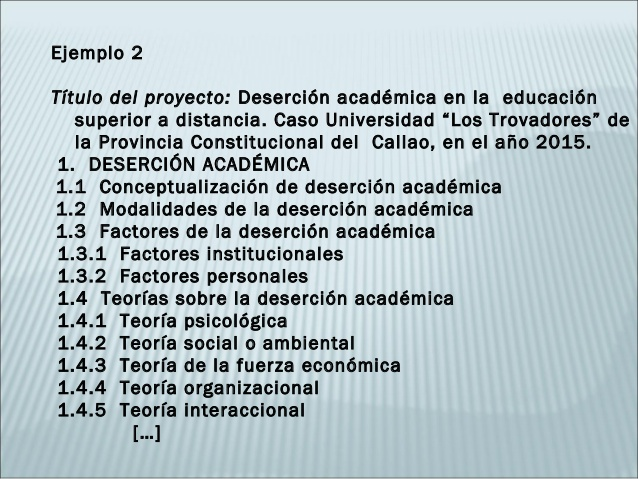 Ejemplo 2
Título del proyecto: Deserción académica en la educación
superior a distancia. Caso Universidad “Los Trovadores” de
la Provincia Constitucional del Callao, en el año 2015.
1. DESERCIÓN ACADÉMICA
1.1 Conceptualización de deserción académica
1.2 Modalidades de la deserción académica
1.3 Factores de la deserción académica
1.3.1 Factores institucionales
1.3.2 Factores personales
1.4 Teorías sobre la deserción académica
1.4.1 Teoría psicológica
1.4.2 Teoría social o ambiental
1.4.3 Teoría de la fuerza económica
1.4.4 Teoría organizacional
1.4.5 Teoría interaccional
[…]